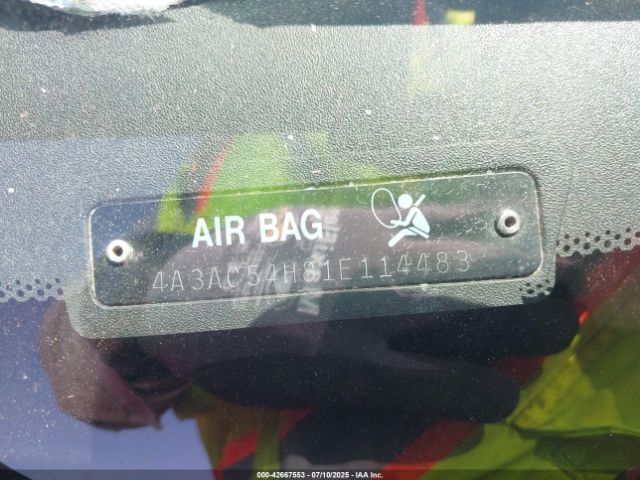 AIR BAG
4A3AC54H81E114483
000-42667553 - 07/10/2025 - IAA Inc.